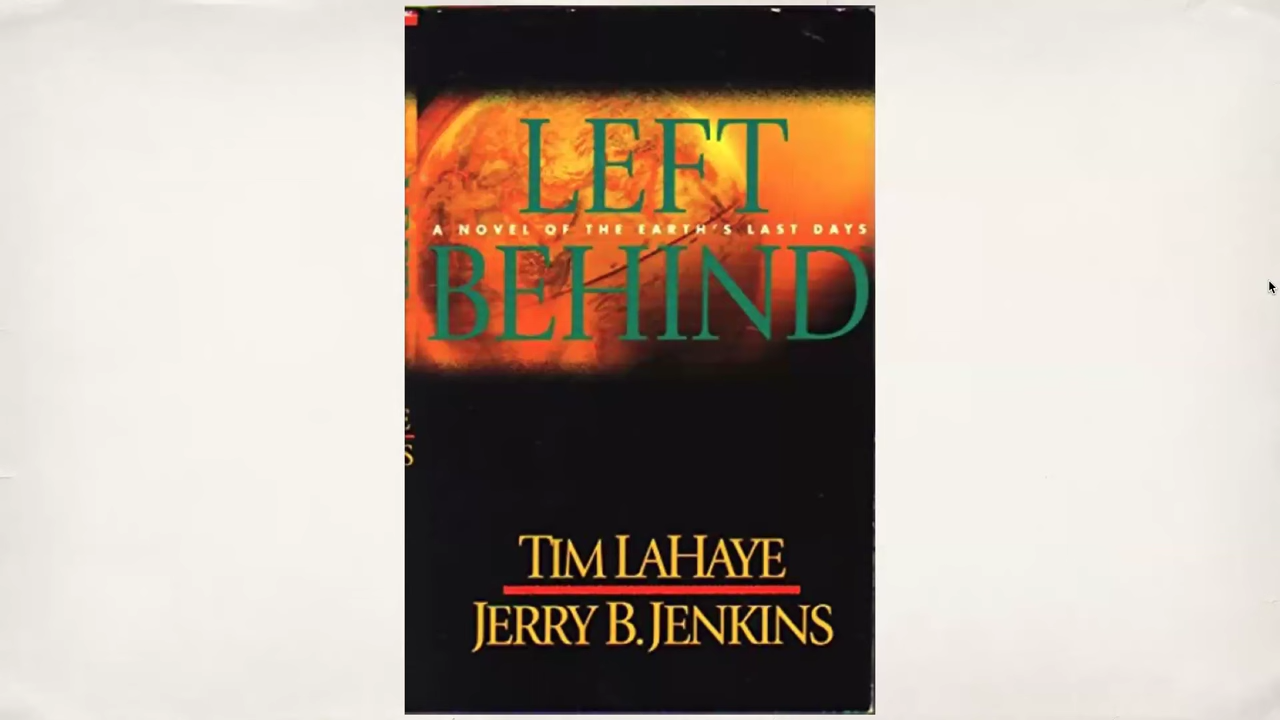 LEFT
A NOVEL OF THE EARTH'S LAST DAYS
BEHIND
TIM LAHAYE
JERRY B. JENKINS